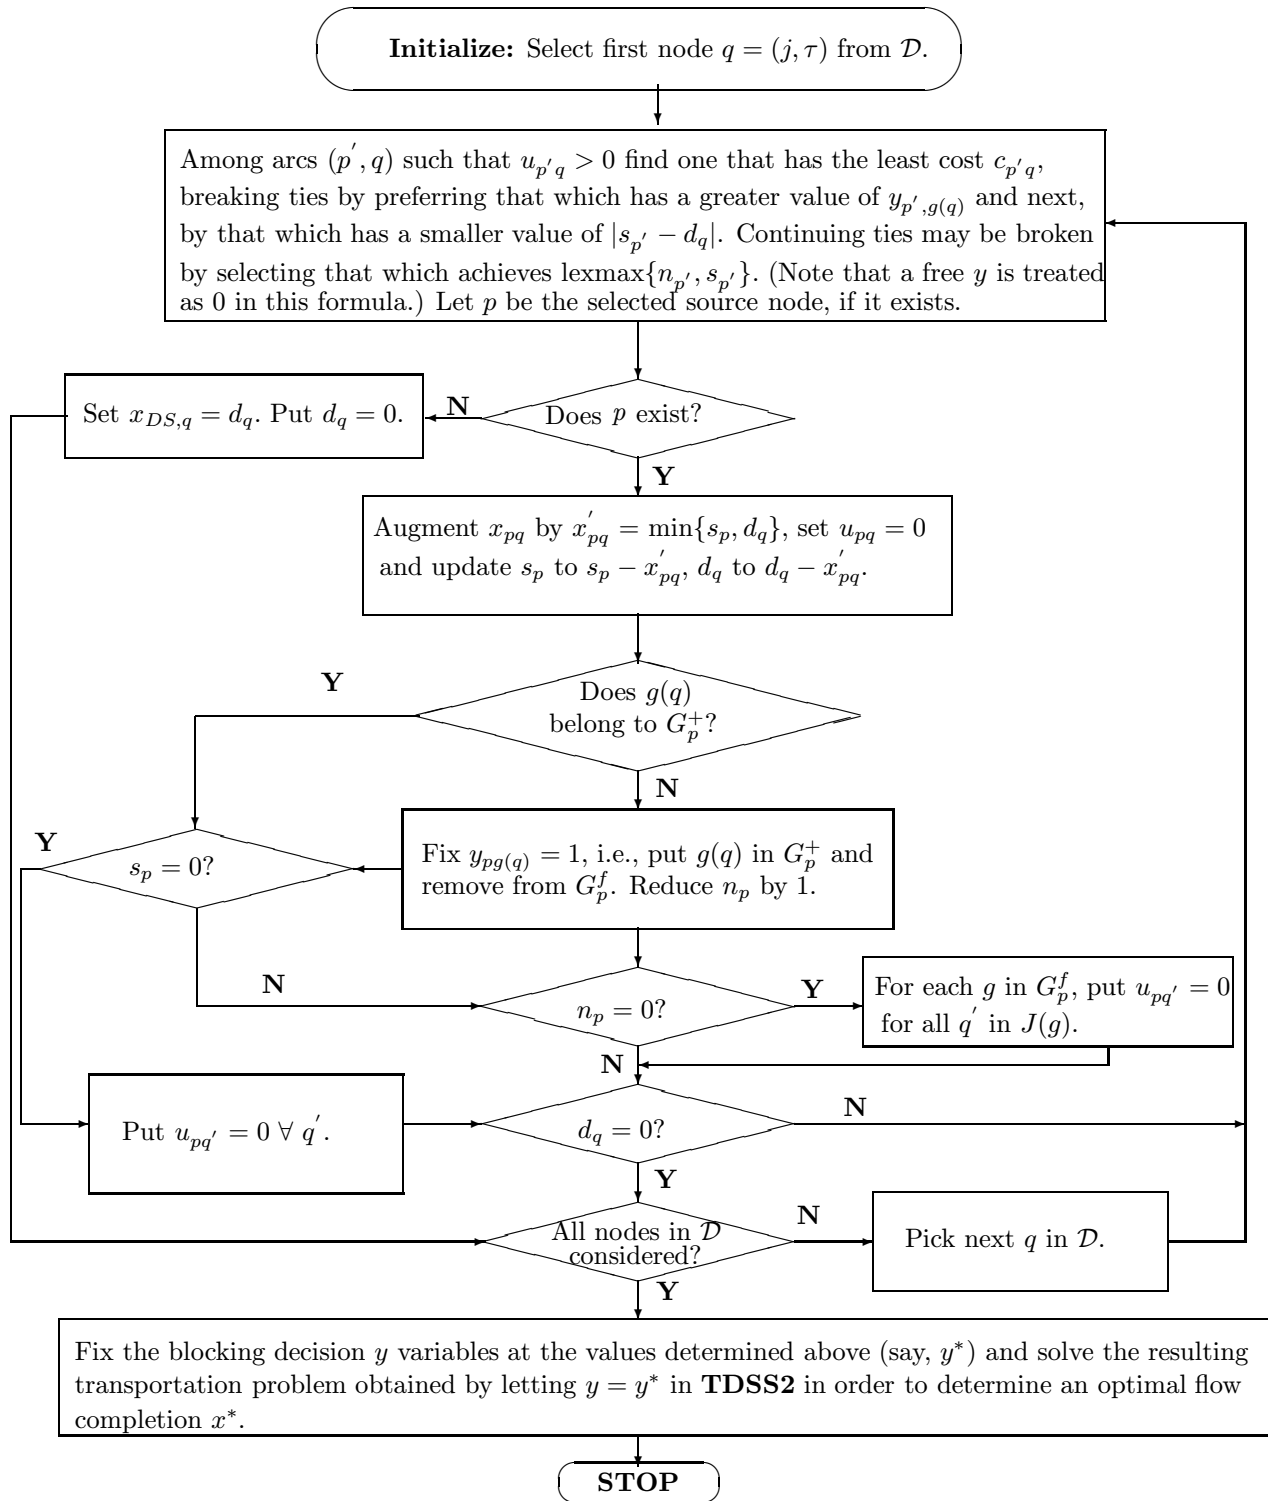 Initialize: Select first node q = (j, τ) from 𝒟.
Among arcs (p′, q) such that u_{p′q} > 0 find one that has the least cost c_{p′q},
breaking ties by preferring that which has a greater value of y_{p′,g(q)} and next,
by that which has a smaller value of |s_{p′} − d_q|. Continuing ties may be broken
by selecting that which achieves lexmax{n_{p′}, s_{p′}}. (Note that a free y is treated
as 0 in this formula.) Let p be the selected source node, if it exists.
Does p exist?
N
Set x_{DS,q} = d_q. Put d_q = 0.
Y
Augment x_{pq} by x′_{pq} = min{s_p, d_q}, set u_{pq} = 0
and update s_p to s_p − x′_{pq}, d_q to d_q − x′_{pq}.
Does g(q)
belong to G_p^+?
Y
N
Fix y_{pg(q)} = 1, i.e., put g(q) in G_p^+ and
remove from G_p^f. Reduce n_p by 1.
s_p = 0?
Y
N
n_p = 0?
Y
For each g in G_p^f, put u_{pq′} = 0
for all q′ in J(g).
N
Put u_{pq′} = 0 ∀ q′.
d_q = 0?
N
Y
All nodes in 𝒟
considered?
N
Pick next q in 𝒟.
Y
Fix the blocking decision y variables at the values determined above (say, y*) and solve the resulting
transportation problem obtained by letting y = y* in TDSS2 in order to determine an optimal flow
completion x*.
STOP